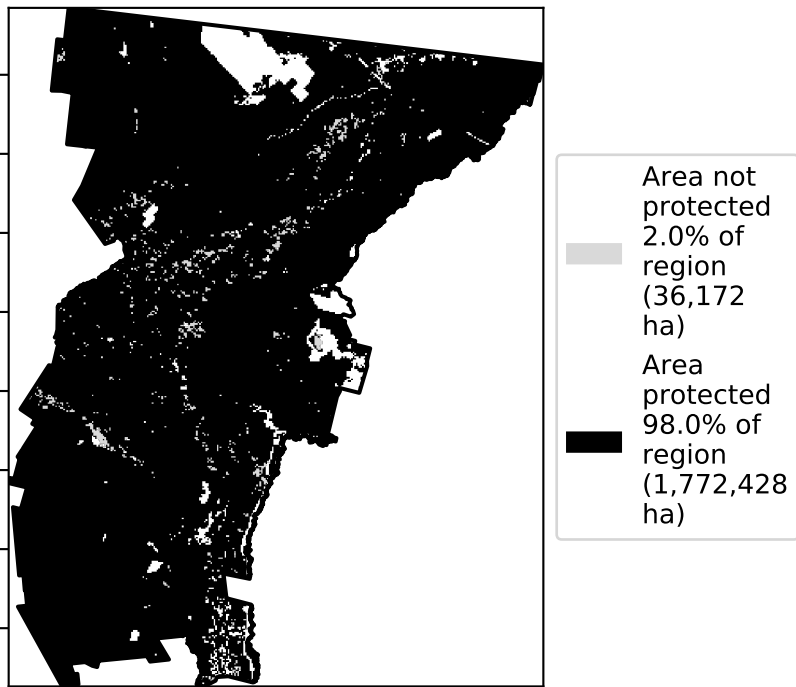 Area not
protected
2.0% of
region
(36,172
ha)
Area
protected
98.0% of
region
(1,772,428
ha)